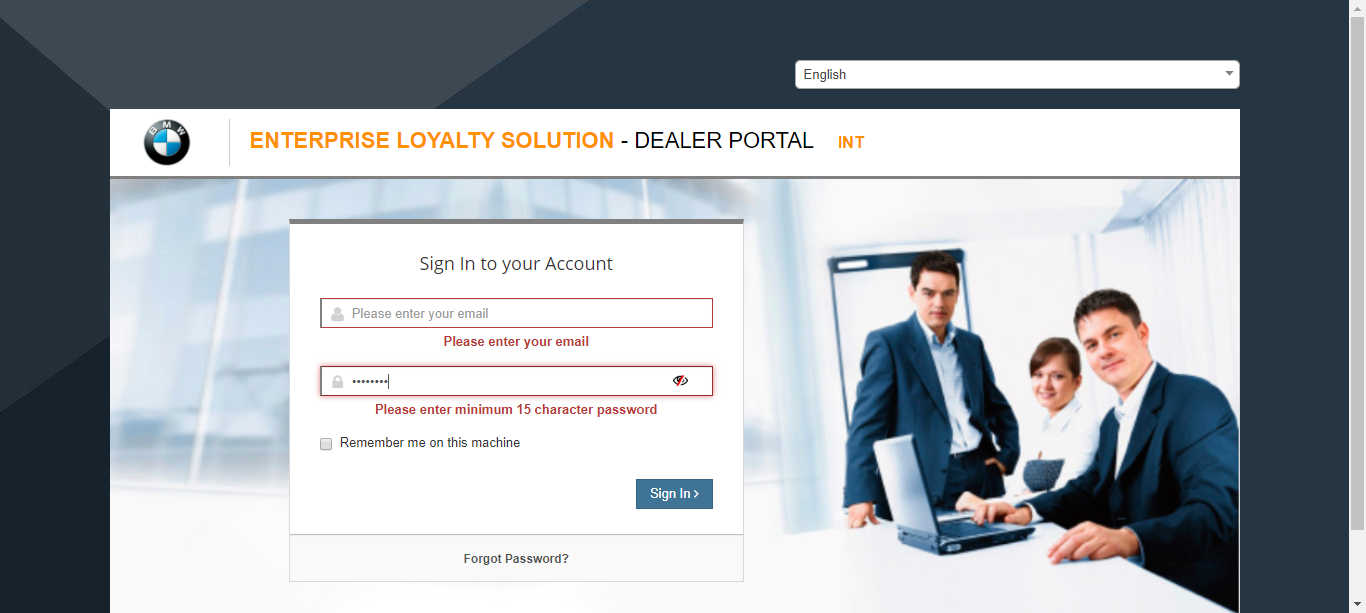 English
BMW
ENTERPRISE LOYALTY SOLUTION - DEALER PORTAL INT
Sign In to your Account
Please enter your email
Please enter your email
••••••••
Please enter minimum 15 character password
Remember me on this machine
Sign In ›
Forgot Password?